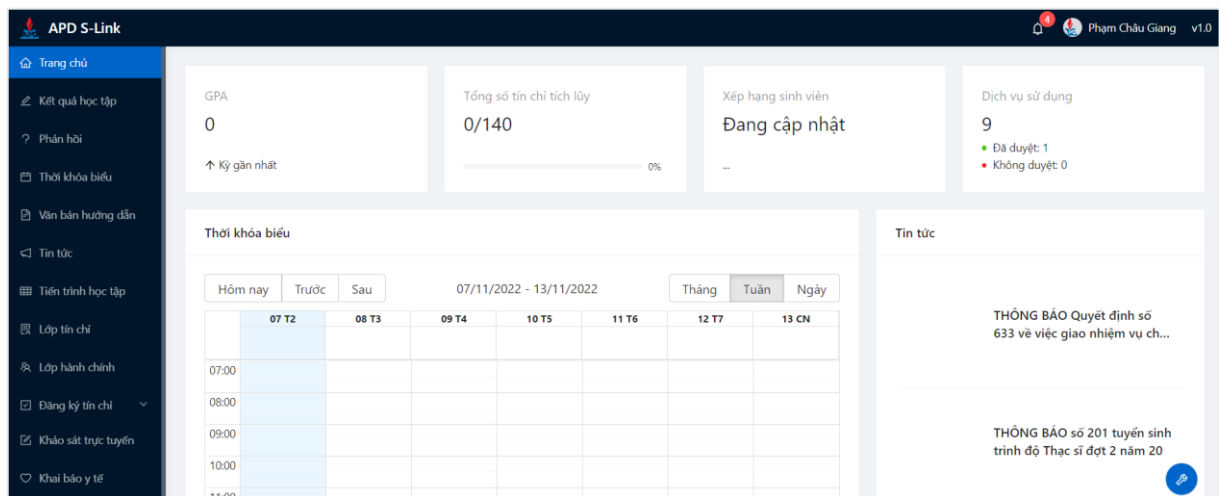 APD S-Link
4
Phạm Châu Giang
v1.0
Trang chủ
Kết quả học tập
Phản hồi
Thời khóa biểu
Văn bản hướng dẫn
Tin tức
Tiến trình học tập
Lớp tín chỉ
Lớp hành chính
Đăng ký tín chỉ
Khảo sát trực tuyến
Khai báo y tế
GPA
0
Kỳ gần nhất
Tổng số tín chỉ tích lũy
0/140
0%
Xếp hạng sinh viên
Đang cập nhật
...
Dịch vụ sử dụng
9
Đã duyệt: 1
Không duyệt: 0
Thời khóa biểu
Hôm nay Trước Sau
07/11/2022 - 13/11/2022
Tháng Tuần Ngày
07 T2 08 T3 09 T4 10 T5 11 T6 12 T7 13 CN
07:00
08:00
09:00
10:00
11:00
Tin tức
THÔNG BÁO Quyết định số
633 về việc giao nhiệm vụ ch...
THÔNG BÁO số 201 tuyển sinh
trình độ Thạc sĩ đợt 2 năm 20